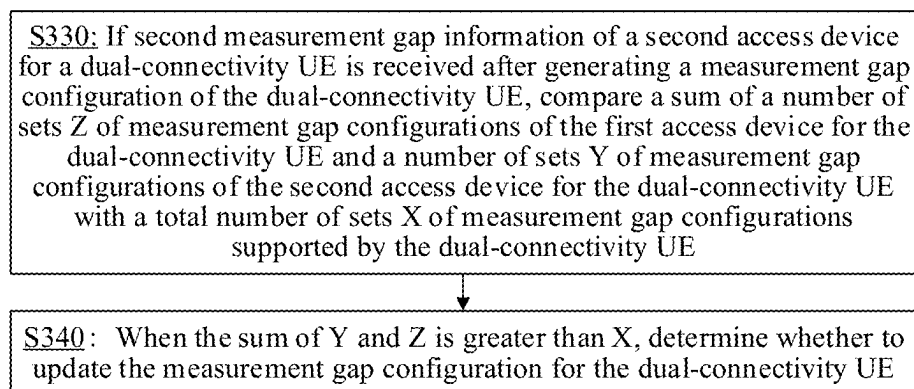 S330: If second measurement gap information of a second access device
for a dual-connectivity UE is received after generating a measurement gap
configuration of the dual-connectivity UE, compare a sum of a number of
sets Z of measurement gap configurations of the first access device for the
dual-connectivity UE and a number of sets Y of measurement gap
configurations of the second access device for the dual-connectivity UE
with a total number of sets X of measurement gap configurations
supported by the dual-connectivity UE
S340: When the sum of Y and Z is greater than X, determine whether to
update the measurement gap configuration for the dual-connectivity UE